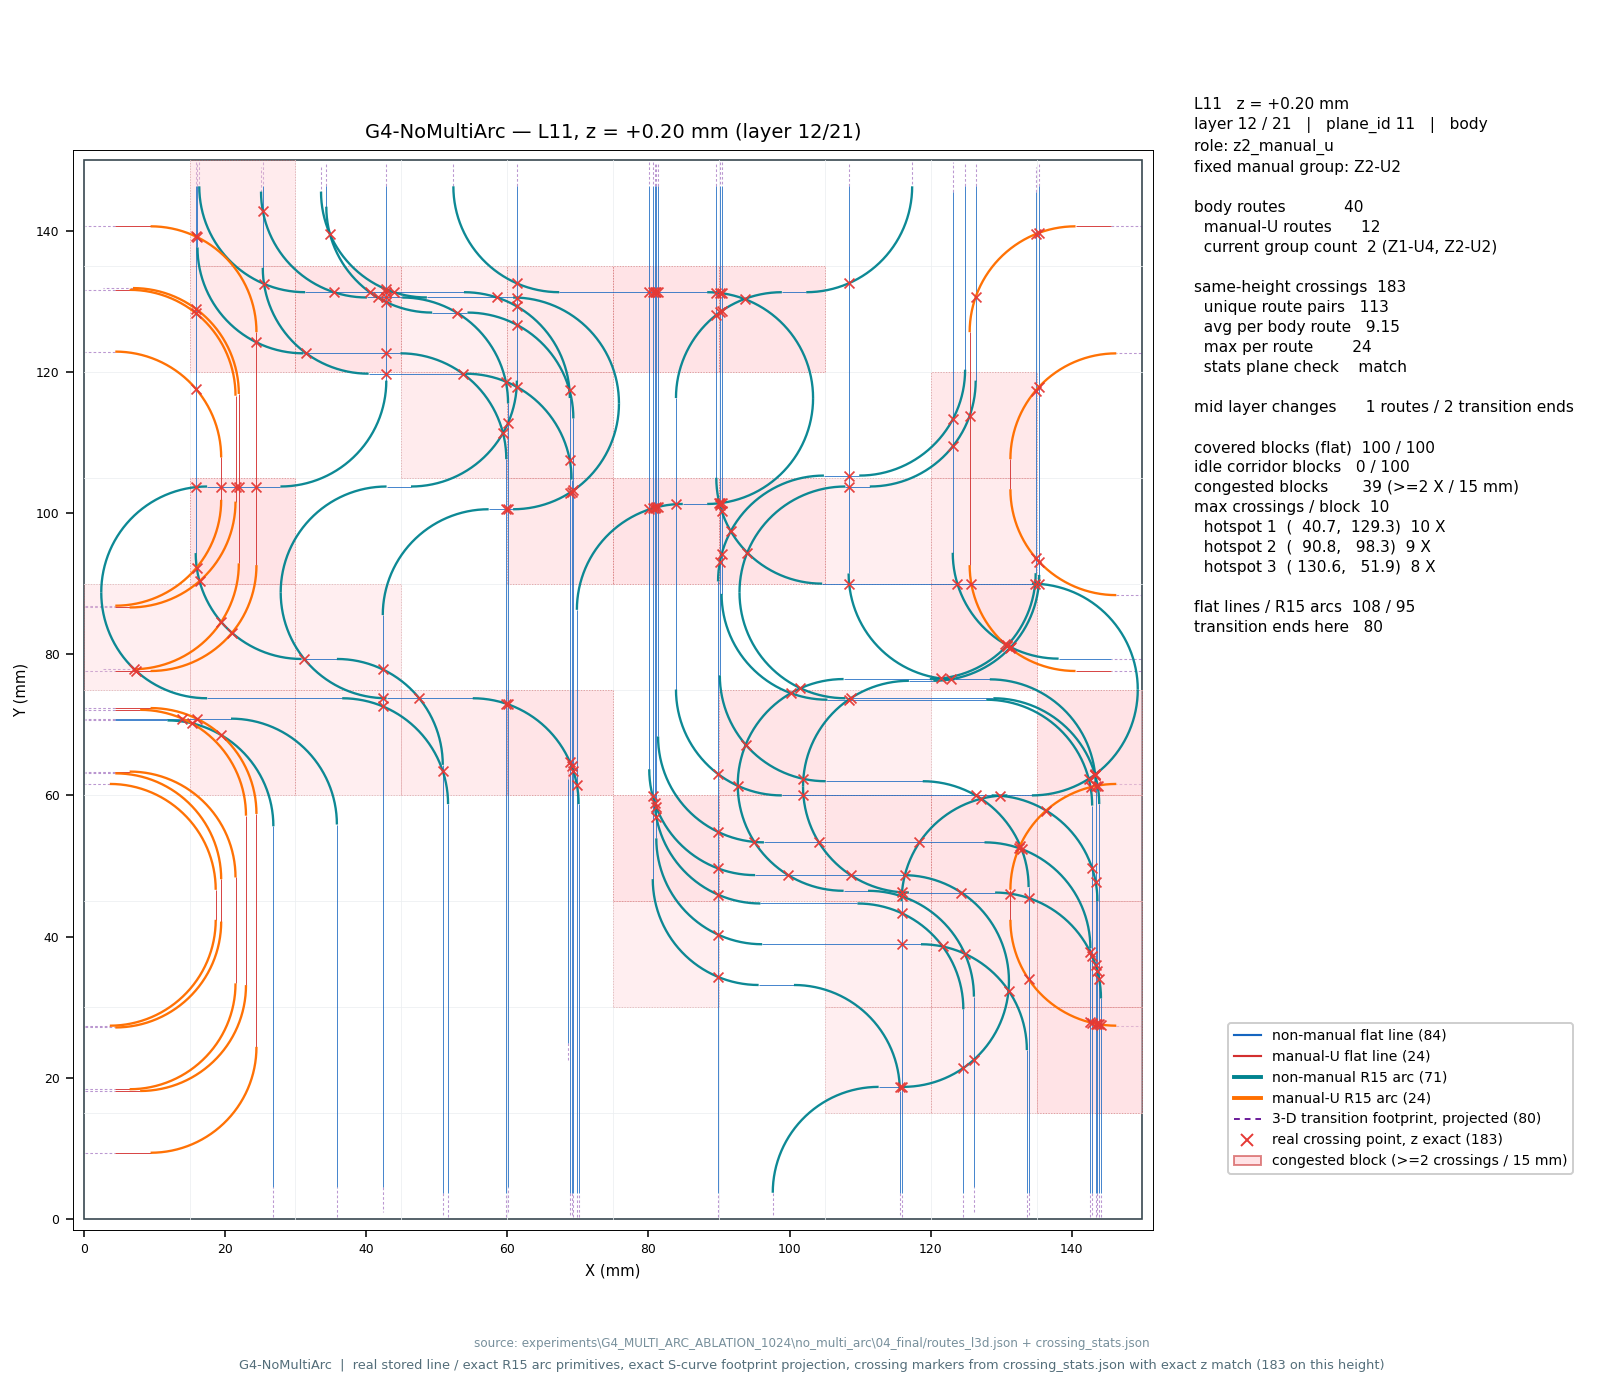 G4-NoMultiArc — L11, z = +0.20 mm (layer 12/21)
L11 z = +0.20 mm
layer 12 / 21 | plane_id 11 | body
role: z2_manual_u
fixed manual group: Z2-U2
body routes 40
manual-U routes 12
current group count 2 (Z1-U4, Z2-U2)
same-height crossings 183
unique route pairs 113
avg per body route 9.15
max per route 24
stats plane check match
mid layer changes 1 routes / 2 transition ends
covered blocks (flat) 100 / 100
idle corridor blocks 0 / 100
congested blocks 39 (>=2 X / 15 mm)
max crossings / block 10
hotspot 1 ( 40.7, 129.3) 10 X
hotspot 2 ( 90.8, 98.3) 9 X
hotspot 3 ( 130.6, 51.9) 8 X
flat lines / R15 arcs 108 / 95
transition ends here 80
non-manual flat line (84)
manual-U flat line (24)
non-manual R15 arc (71)
manual-U R15 arc (24)
3-D transition footprint, projected (80)
real crossing point, z exact (183)
congested block (>=2 crossings / 15 mm)
Y (mm)
140
120
100
80
60
40
20
0
0 20 40 60 80 100 120 140
X (mm)
source: experiments\G4_MULTI_ARC_ABLATION_1024\no_multi_arc\04_final/routes_l3d.json + crossing_stats.json
G4-NoMultiArc | real stored line / exact R15 arc primitives, exact S-curve footprint projection, crossing markers from crossing_stats.json with exact z match (183 on this height)